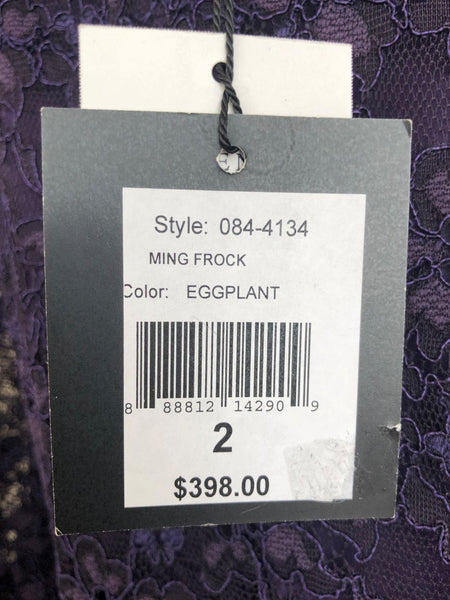 Style: 084-4134
MING FROCK
Color: EGGPLANT
8 88812 14290 9
2
$398.00